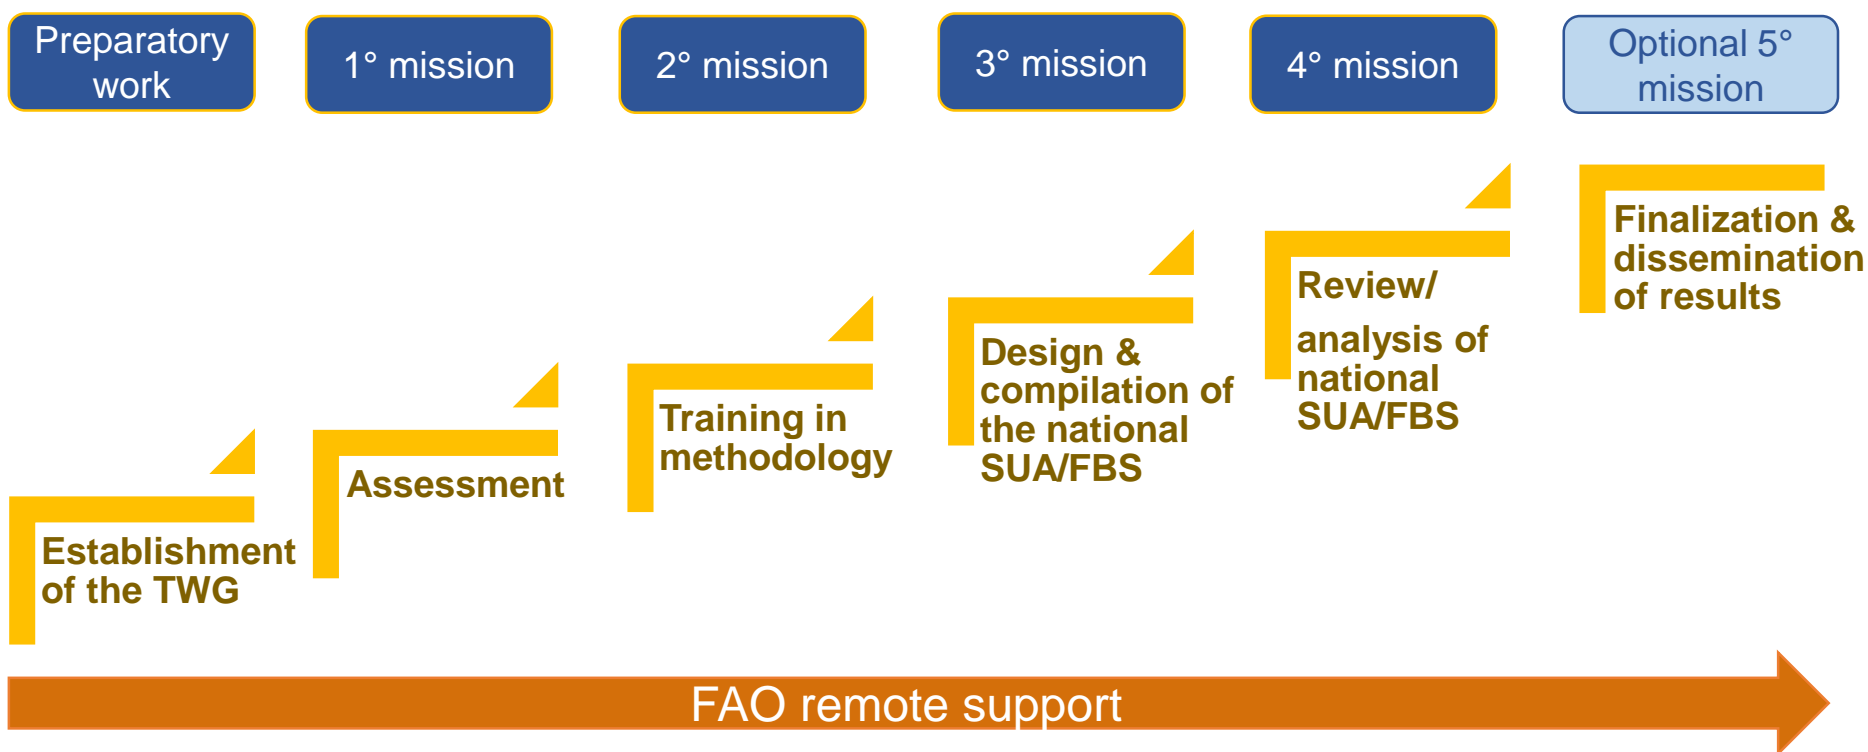 Preparatory
work
1° mission
2° mission
3° mission
4° mission
Optional 5°
mission
Establishment
of the TWG
Assessment
Training in
methodology
Design &
compilation of
the national
SUA/FBS
Review/
analysis of
national
SUA/FBS
Finalization &
dissemination
of results
FAO remote support